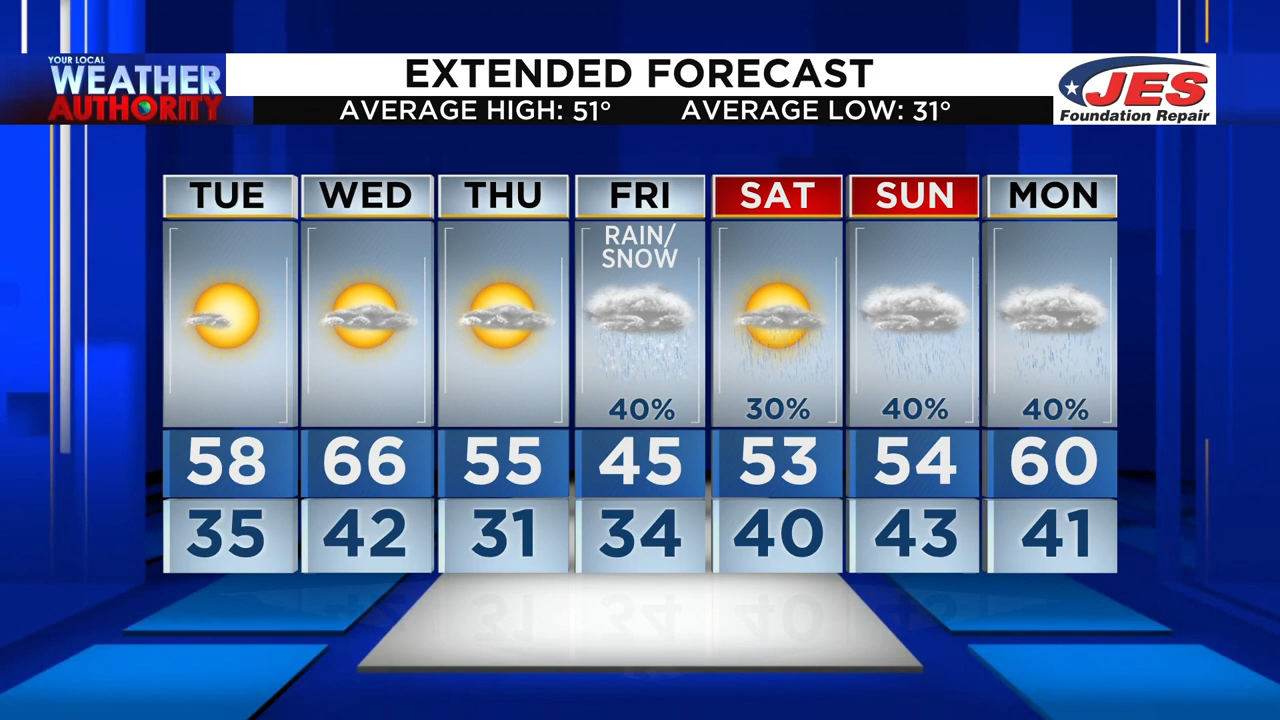 YOUR LOCAL
WEATHER
AUTHORITY
EXTENDED FORECAST
AVERAGE HIGH: 51° AVERAGE LOW: 31°
JES
Foundation Repair
TUE WED THU FRI SAT SUN MON
RAIN/
SNOW
40% 30% 40% 40%
58 66 55 45 53 54 60
35 42 31 34 40 43 41